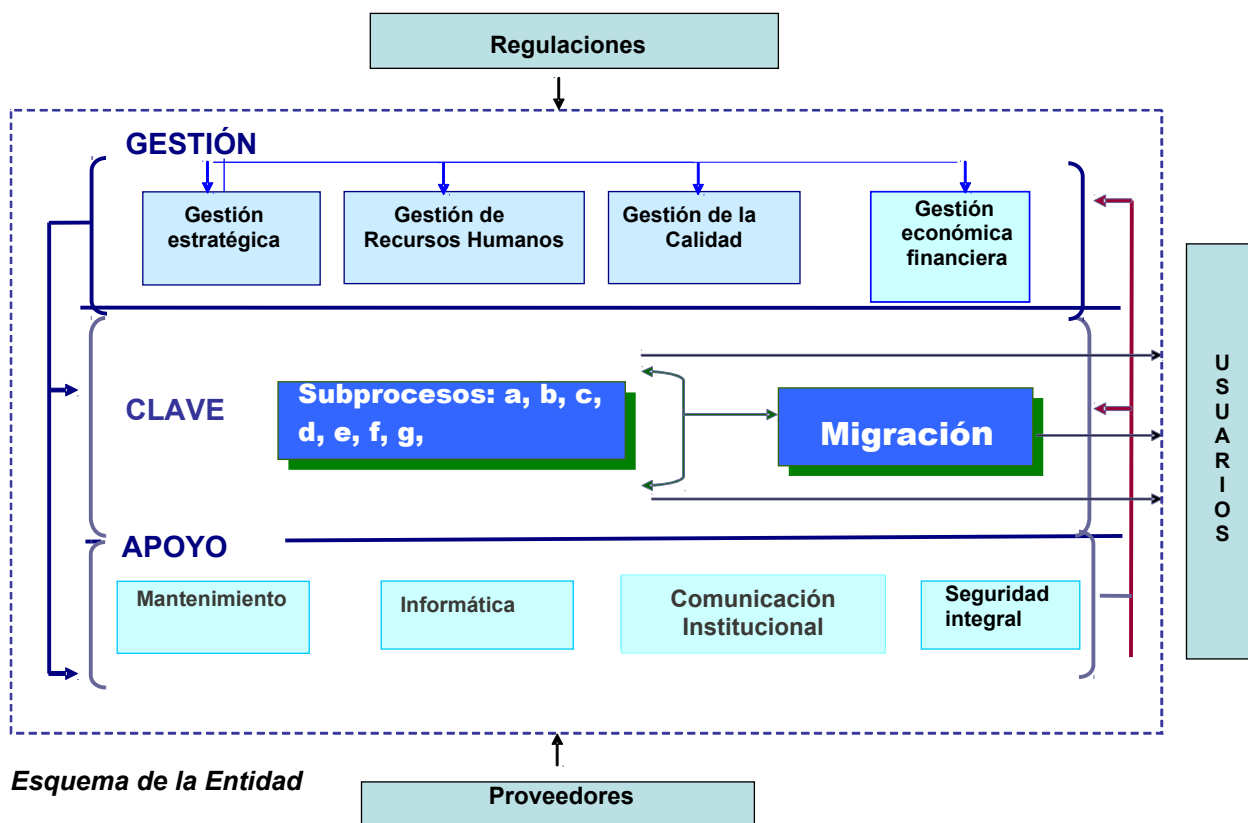 Regulaciones
GESTIÓN
Gestión
estratégica
Gestión de
Recursos Humanos
Gestión de la
Calidad
Gestión
económica
financiera
CLAVE
Subprocesos: a, b, c,
d, e, f, g,
Migración
USUARIOS
APOYO
Mantenimiento
Informática
Comunicación
Institucional
Seguridad
integral
Esquema de la Entidad
Proveedores